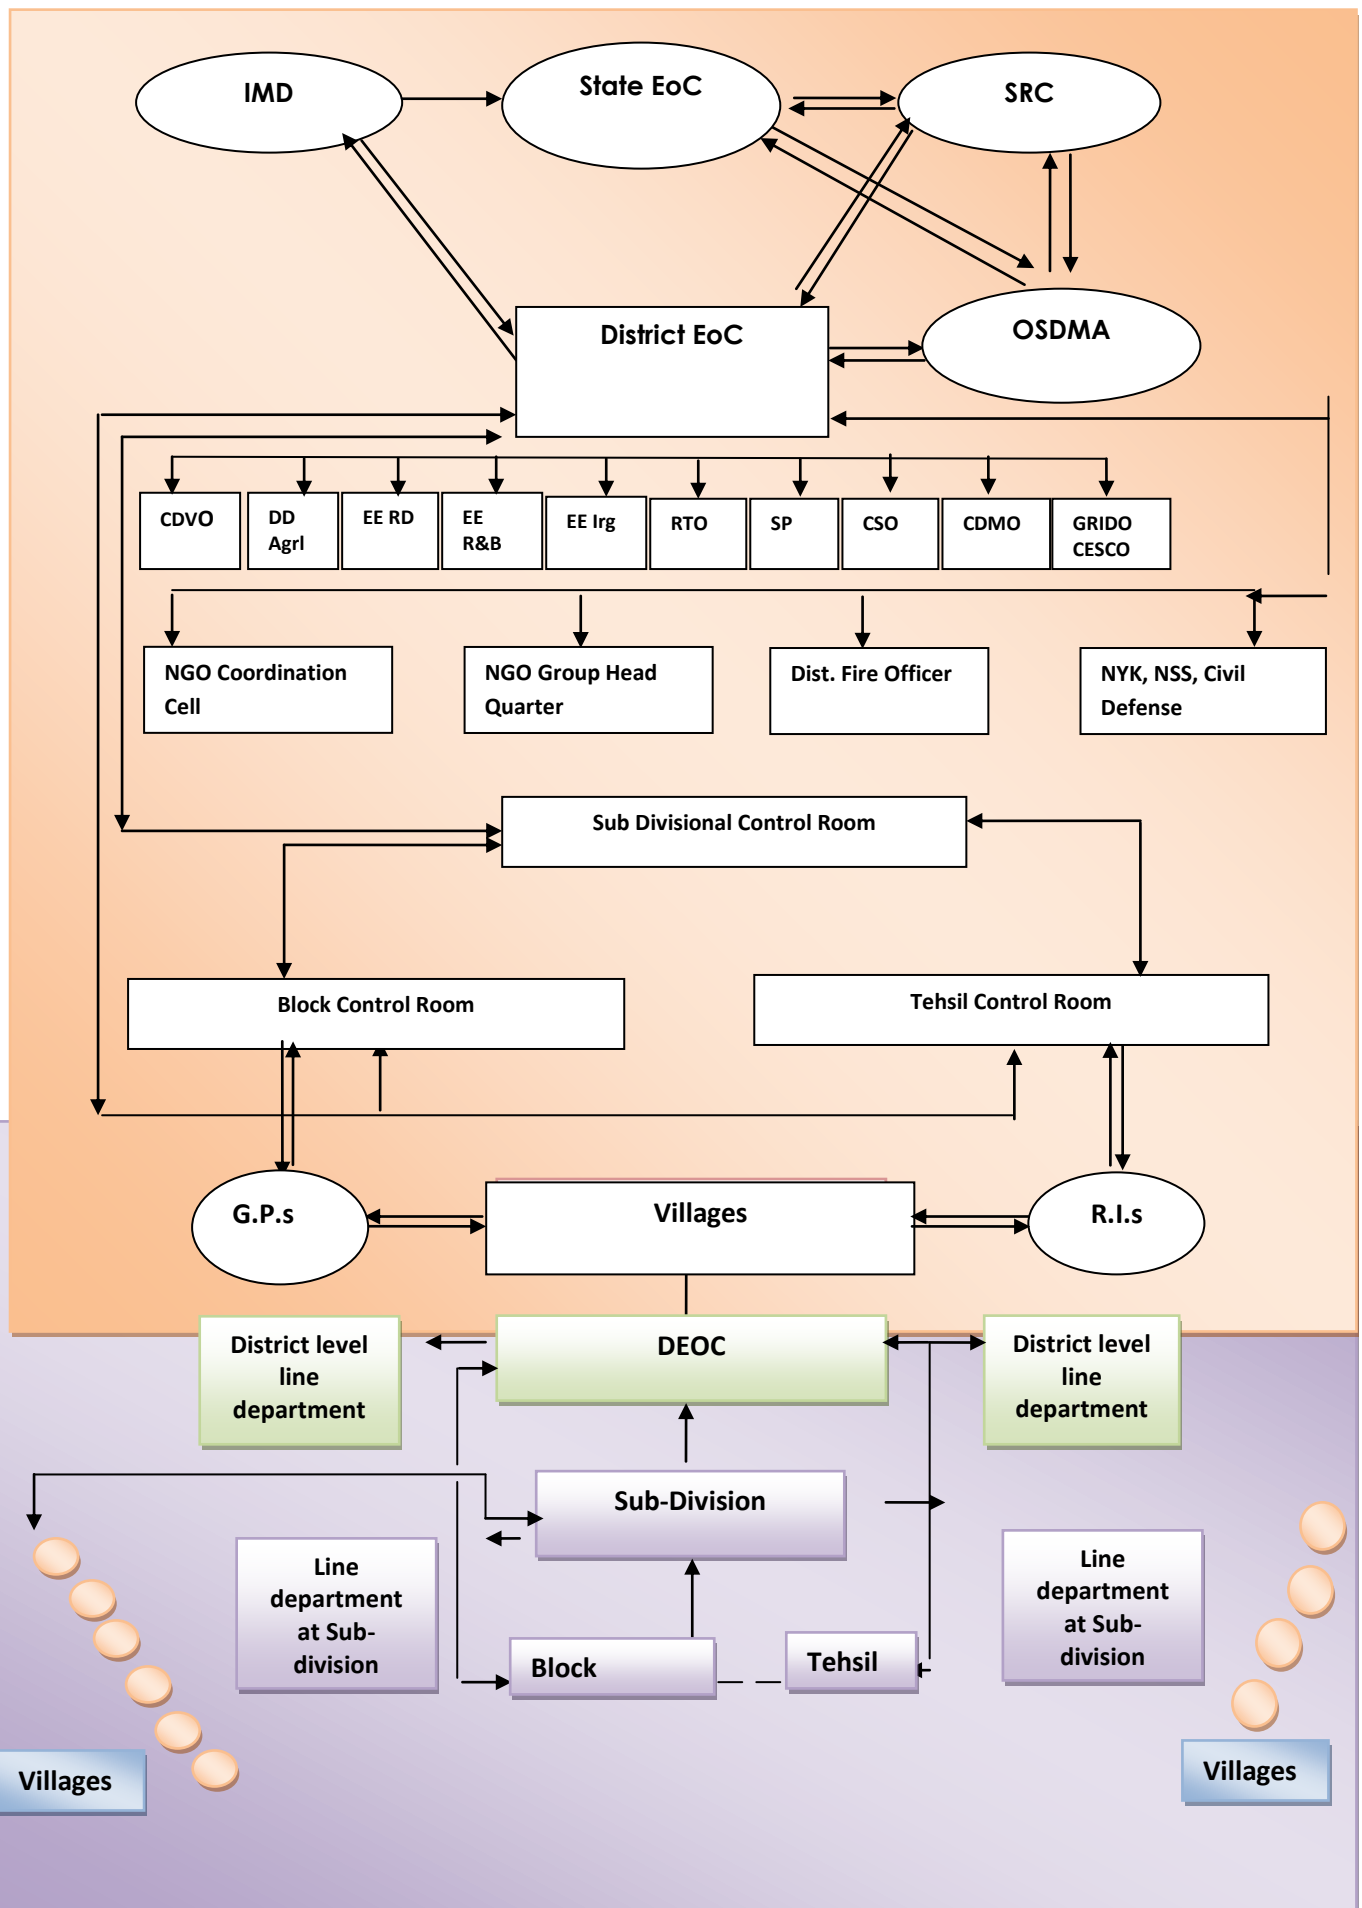 IMD
State EoC
SRC
District EoC
OSDMA
CDVO
DD
Agrl
EE RD
EE
R&B
EE Irg
RTO
SP
CSO
CDMO
GRIDO
CESCO
NGO Coordination
Cell
NGO Group Head
Quarter
Dist. Fire Officer
NYK, NSS, Civil
Defense
Sub Divisional Control Room
Block Control Room
Tehsil Control Room
G.P.s
Villages
R.I.s
District level
line
department
DEOC
District level
line
department
Sub-Division
Line
department
at Sub-
division
Line
department
at Sub-
division
Block
Tehsil
Villages
Villages